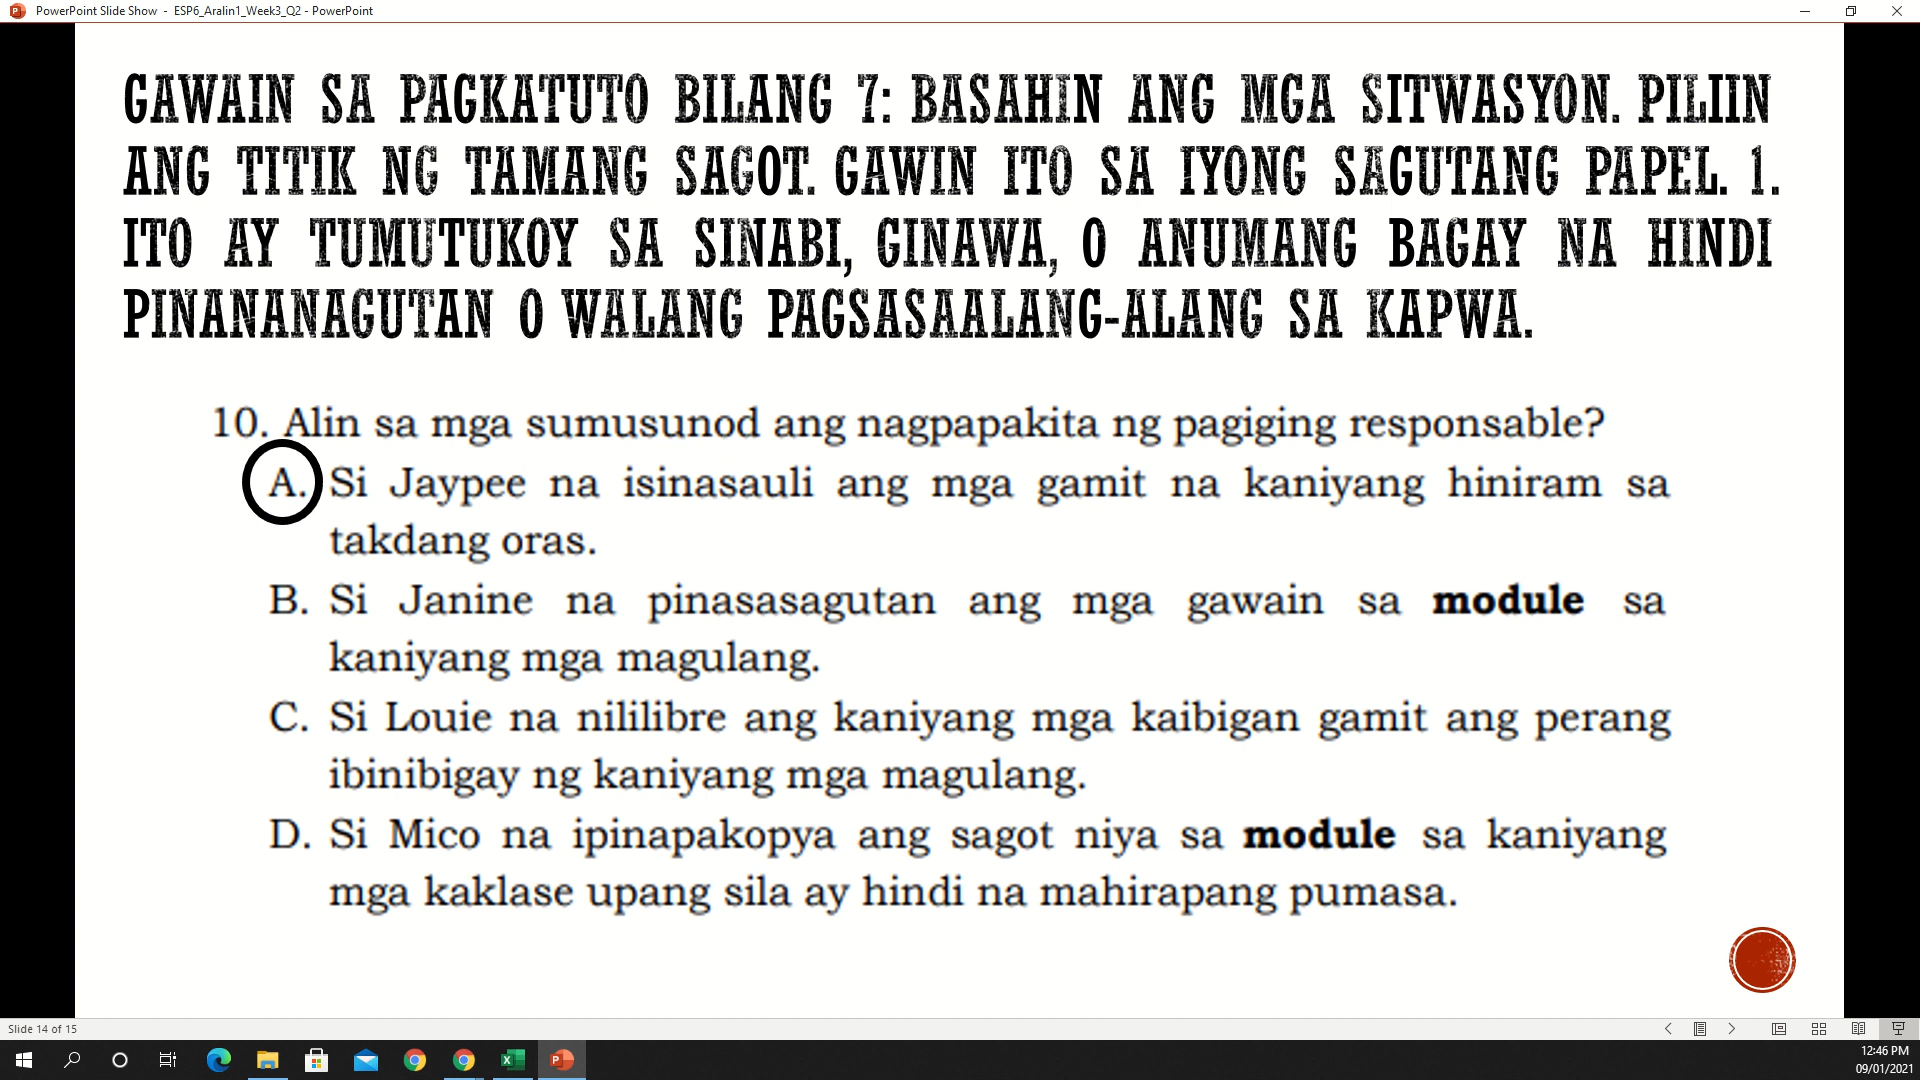 PowerPoint Slide Show - ESP6_Aralin1_Week3_Q2 - PowerPoint
GAWAIN SA PAGKATUTO BILANG 7: BASAHIN ANG MGA SITWASYON. PILIIN
ANG TITIK NG TAMANG SAGOT. GAWIN ITO SA IYONG SAGUTANG PAPEL. 1.
ITO AY TUMUTUKOY SA SINABI, GINAWA, O ANUMANG BAGAY NA HINDI
PINANANAGUTAN O WALANG PAGSASAALANG-ALANG SA KAPWA.
10. Alin sa mga sumusunod ang nagpapakita ng pagiging responsable?
A. Si Jaypee na isinasauli ang mga gamit na kaniyang hiniram sa
takdang oras.
B. Si Janine na pinasasagutan ang mga gawain sa module sa
kaniyang mga magulang.
C. Si Louie na nililibre ang kaniyang mga kaibigan gamit ang perang
ibinibigay ng kaniyang mga magulang.
D. Si Mico na ipinapakopya ang sagot niya sa module sa kaniyang
mga kaklase upang sila ay hindi na mahirapang pumasa.
Slide 14 of 15
12:46 PM
09/01/2021